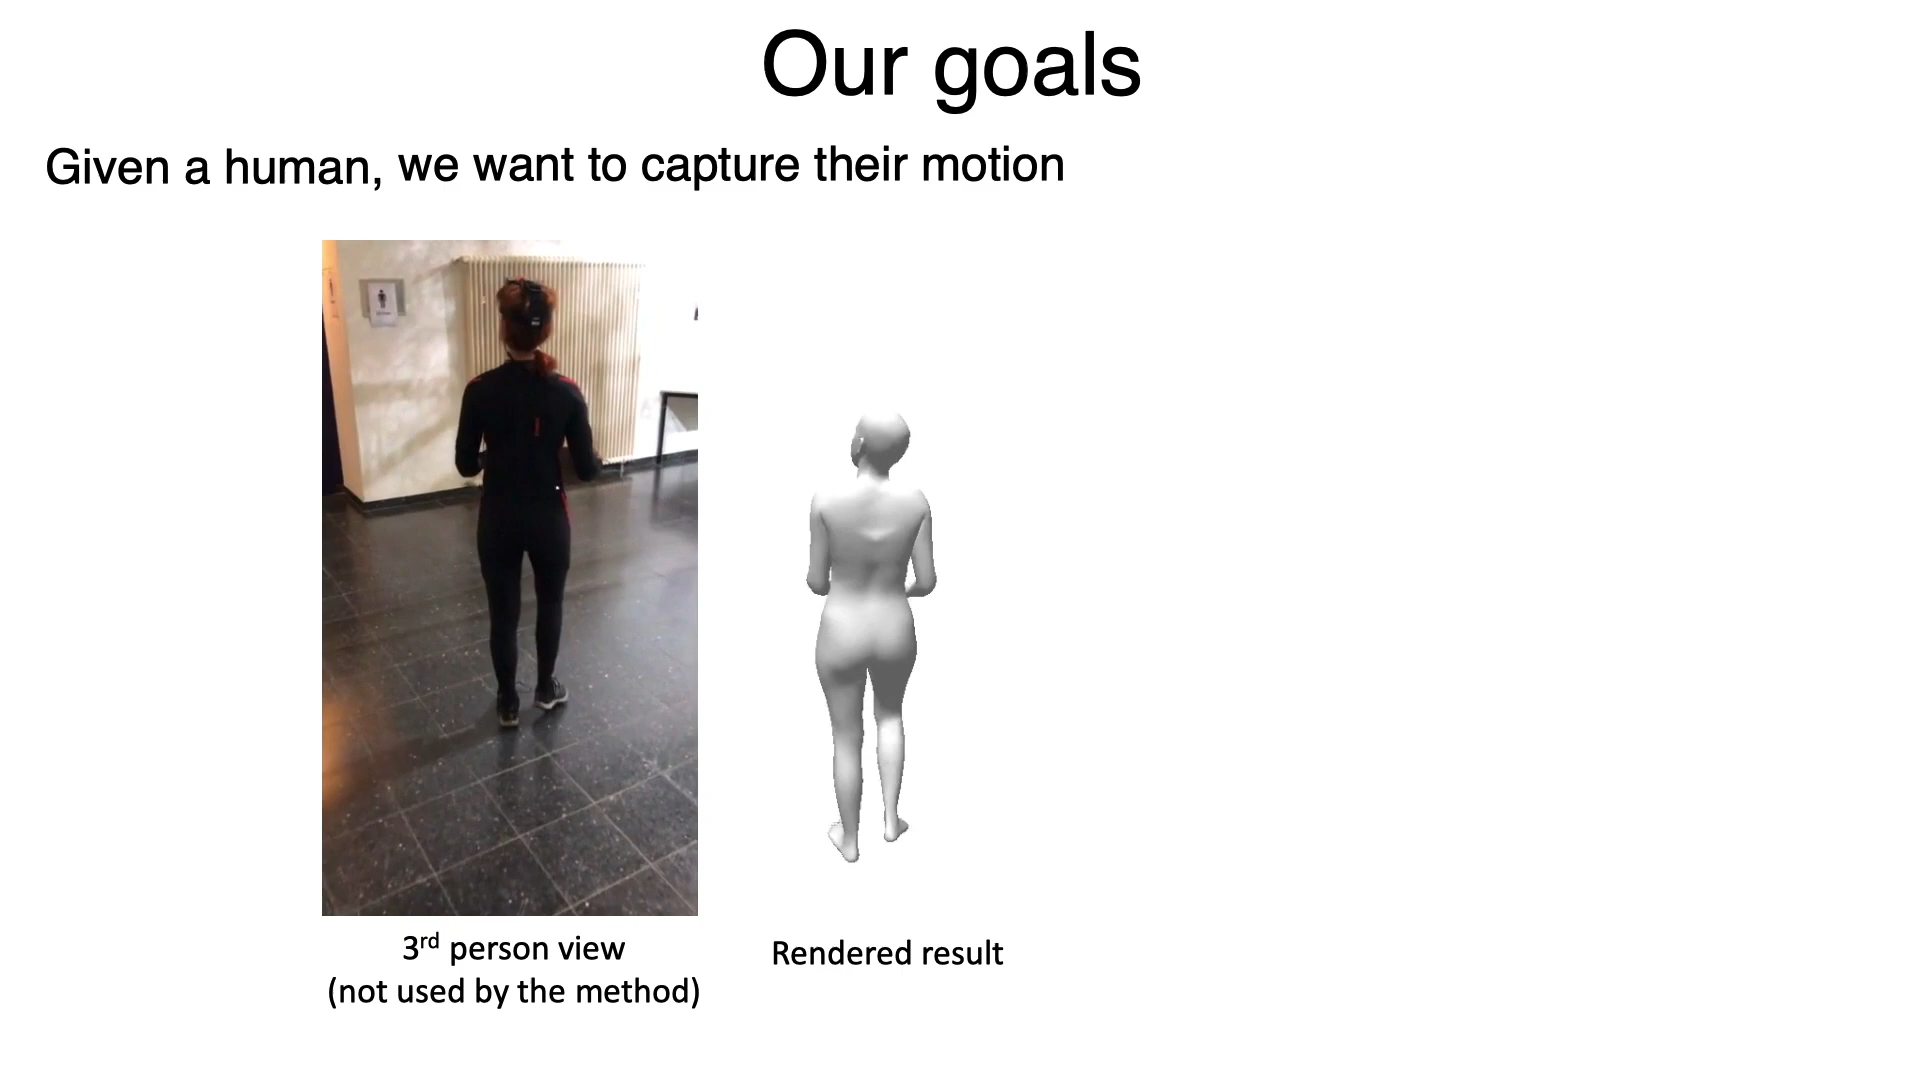 Our goals
Given a human, we want to capture their motion
3rd person view
(not used by the method)
Rendered result